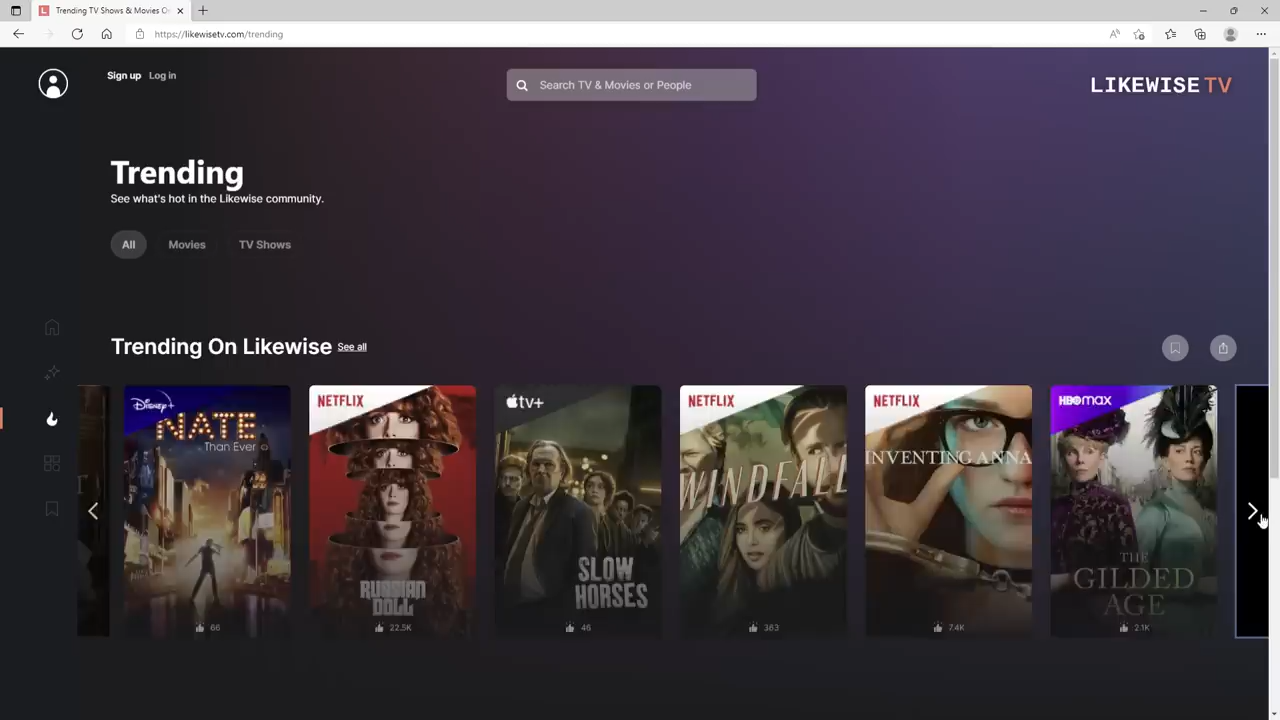 Trending TV Shows & Movies O
https://likewisetv.com/trending
Sign up Log in
Search TV & Movies or People
LIKEWISE TV
Trending
See what's hot in the Likewise community.
All Movies TV Shows
Trending On Likewise See all
Disney+
NATE
Than Ever
66
NETFLIX
RUSSIAN
DOLL
22.5K
tv+
SLOW
HORSES
46
NETFLIX
WINDFALL
383
NETFLIX
INVENTING ANNA
7.4K
HBOMAX
THE
GILDED
AGE
2.1K